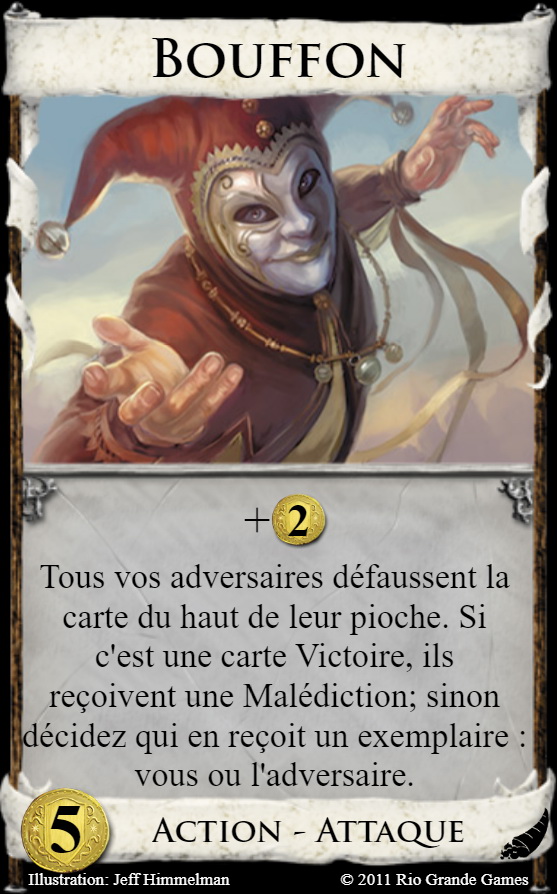 Bouffon
+2
Tous vos adversaires défaussent la
carte du haut de leur pioche. Si
c'est une carte Victoire, ils
reçoivent une Malédiction; sinon
décidez qui en reçoit un exemplaire :
vous ou l'adversaire.
5
Action - Attaque
Illustration: Jeff Himmelman
© 2011 Rio Grande Games